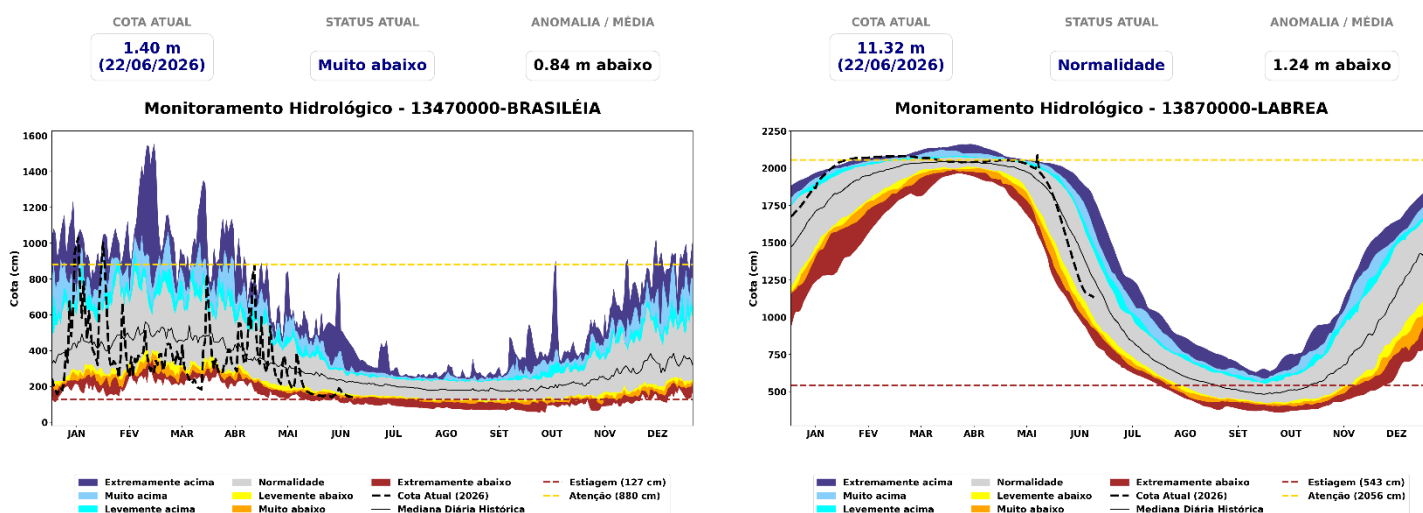 COTA ATUAL
STATUS ATUAL
ANOMALIA / MÉDIA
1.40 m
(22/06/2026)
Muito abaixo
0.84 m abaixo
Monitoramento Hidrológico - 13470000-BRASILÉIA
Cota (cm)
1600
1400
1200
1000
800
600
400
200
0
JAN FEV MAR ABR MAI JUN JUL AGO SET OUT NOV DEZ
Extremamente acima
Muito acima
Levemente acima
Normalidade
Levemente abaixo
Muito abaixo
Extremamente abaixo
Cota Atual (2026)
Mediana Diária Histórica
Estiagem (127 cm)
Atenção (880 cm)
COTA ATUAL
STATUS ATUAL
ANOMALIA / MÉDIA
11.32 m
(22/06/2026)
Normalidade
1.24 m abaixo
Monitoramento Hidrológico - 13870000-LABREA
Cota (cm)
2250
2000
1750
1500
1250
1000
750
500
JAN FEV MAR ABR MAI JUN JUL AGO SET OUT NOV DEZ
Extremamente acima
Muito acima
Levemente acima
Normalidade
Levemente abaixo
Muito abaixo
Extremamente abaixo
Cota Atual (2026)
Mediana Diária Histórica
Estiagem (543 cm)
Atenção (2056 cm)